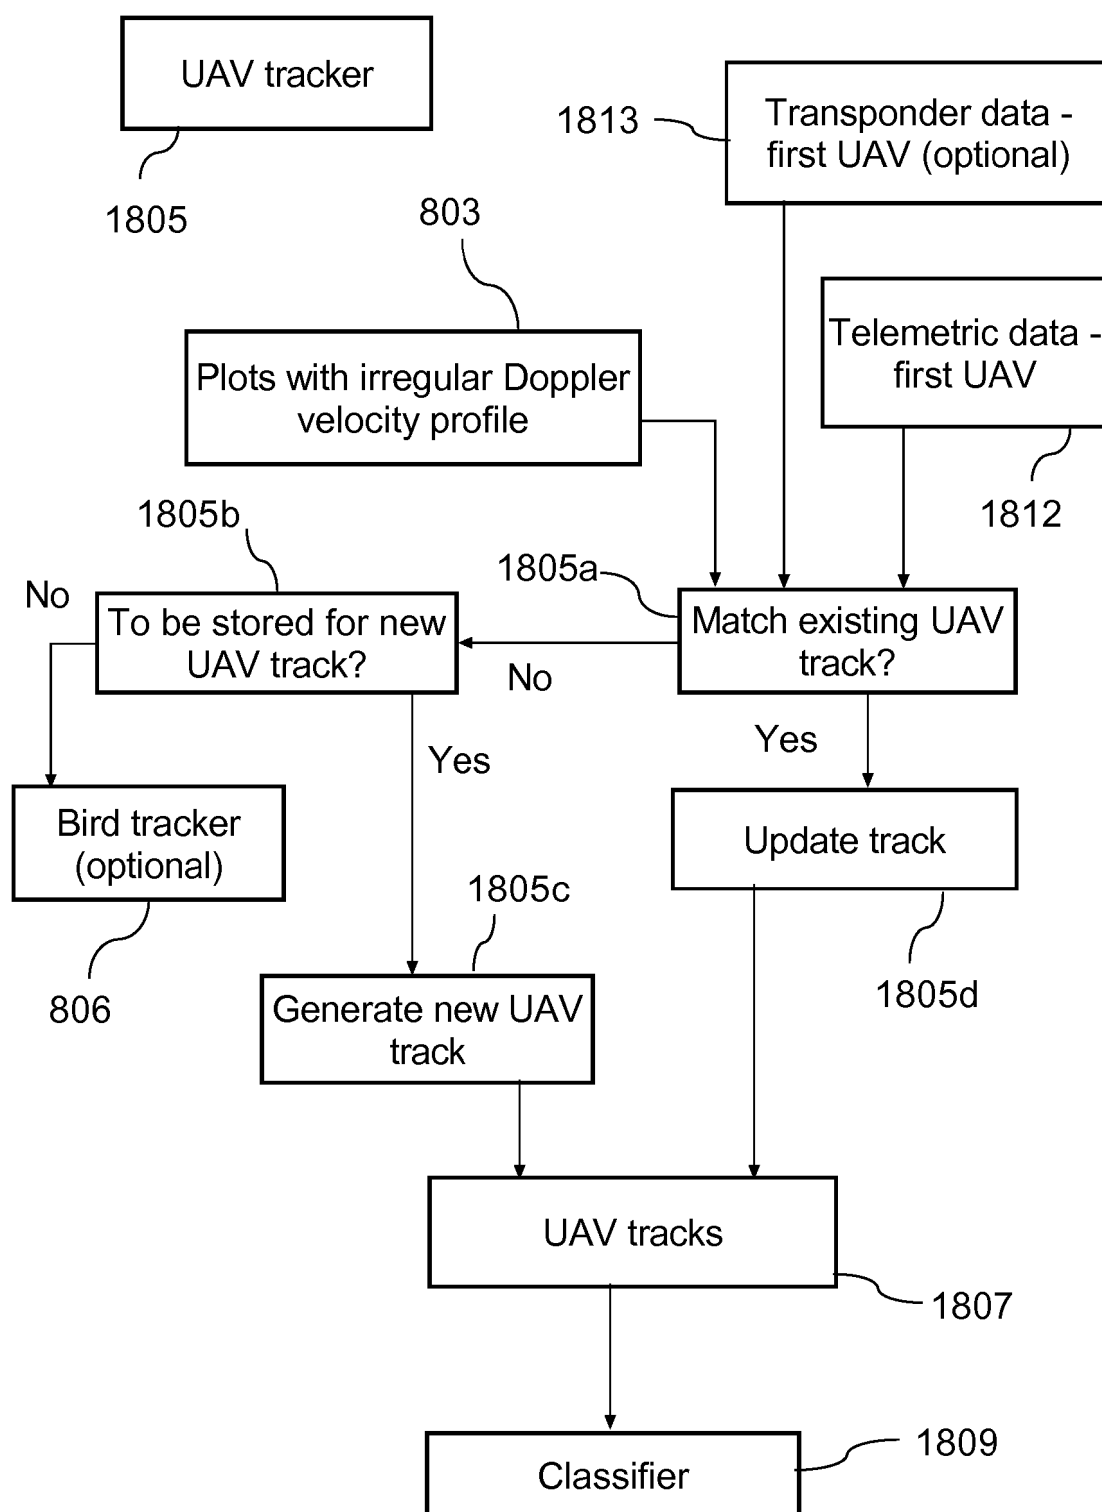 UAV tracker
1805
1813
Transponder data -
first UAV (optional)
803
Telemetric data -
first UAV
1812
Plots with irregular Doppler
velocity profile
1805b
1805a
No
To be stored for new
UAV track?
No
Match existing UAV
track?
Yes
Yes
Bird tracker
(optional)
806
Update track
1805d
1805c
Generate new UAV
track
UAV tracks
1807
1809
Classifier